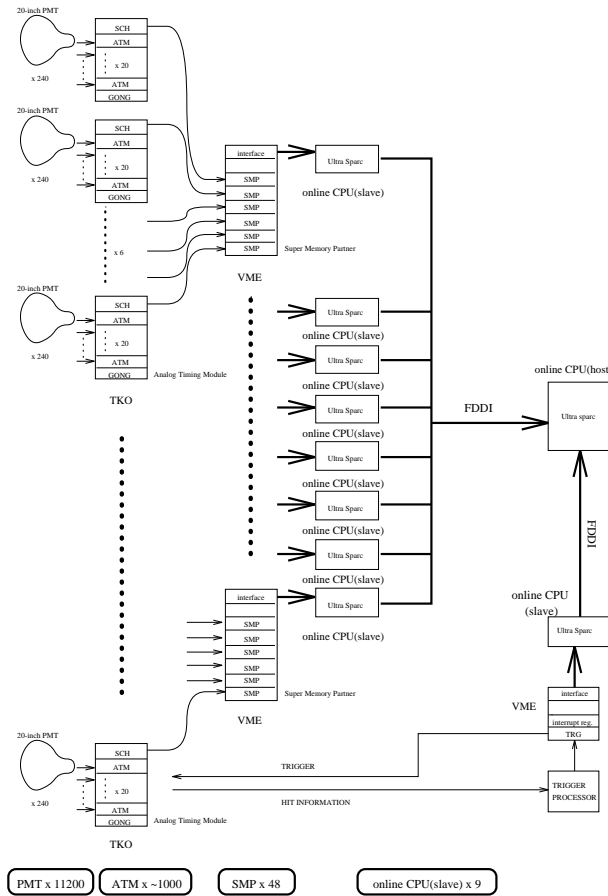 20-inch PMT
x 240
SCH
ATM
x 20
ATM
GONG
20-inch PMT
x 240
SCH
ATM
x 20
ATM
GONG
x 6
20-inch PMT
x 240
SCH
ATM
x 20
ATM
GONG
Analog Timing Module
TKO
interface
SMP
SMP
SMP
SMP
SMP
SMP
Super Memory Partner
VME
Ultra Sparc
online CPU(slave)
Ultra Sparc
online CPU(slave)
Ultra Sparc
online CPU(slave)
Ultra Sparc
online CPU(slave)
Ultra Sparc
online CPU(slave)
Ultra Sparc
online CPU(slave)
Ultra Sparc
online CPU(slave)
Ultra Sparc
online CPU(slave)
FDDI
online CPU(host)
Ultra sparc
FDDI
online CPU
(slave)
Ultra Sparc
interface
SMP
SMP
SMP
SMP
SMP
SMP
Super Memory Partner
VME
VME
interface
interrupt reg.
TRG
TRIGGER
PROCESSOR
TRIGGER
HIT INFORMATION
20-inch PMT
x 240
SCH
ATM
x 20
ATM
GONG
Analog Timing Module
TKO
PMT x 11200
ATM x ~1000
SMP x 48
online CPU(slave) x 9